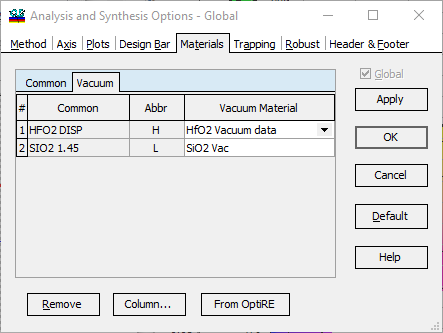 Analysis and Synthesis Options - Global
Method Axis Plots Design Bar Materials Trapping Robust Header & Footer
Common Vacuum
# Common Abbr Vacuum Material
1 HFO2 DISP H HfO2 Vacuum data
2 SIO2 1.45 L SiO2 Vac
Global
Apply
OK
Cancel
Default
Help
Remove Column... From OptiRE